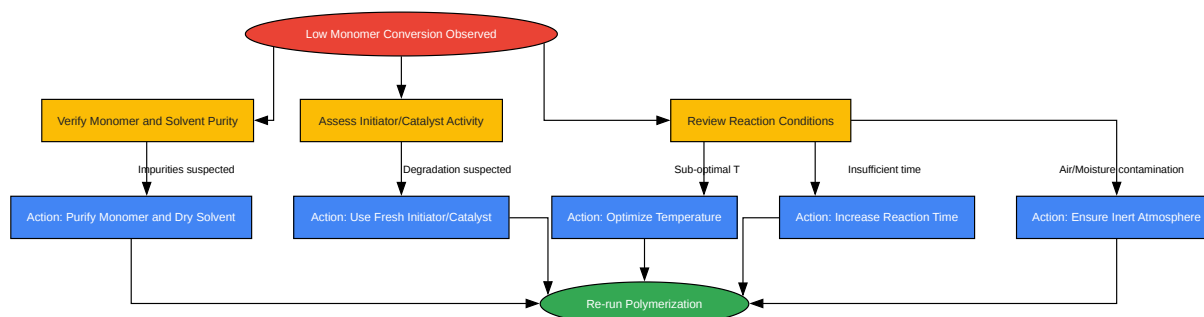 Low Monomer Conversion Observed
Verify Monomer and Solvent Purity
Assess Initiator/Catalyst Activity
Review Reaction Conditions
Impurities suspected
Degradation suspected
Sub-optimal T
Insufficient time
Air/Moisture contamination
Action: Purify Monomer and Dry Solvent
Action: Use Fresh Initiator/Catalyst
Action: Optimize Temperature
Action: Increase Reaction Time
Action: Ensure Inert Atmosphere
Re-run Polymerization